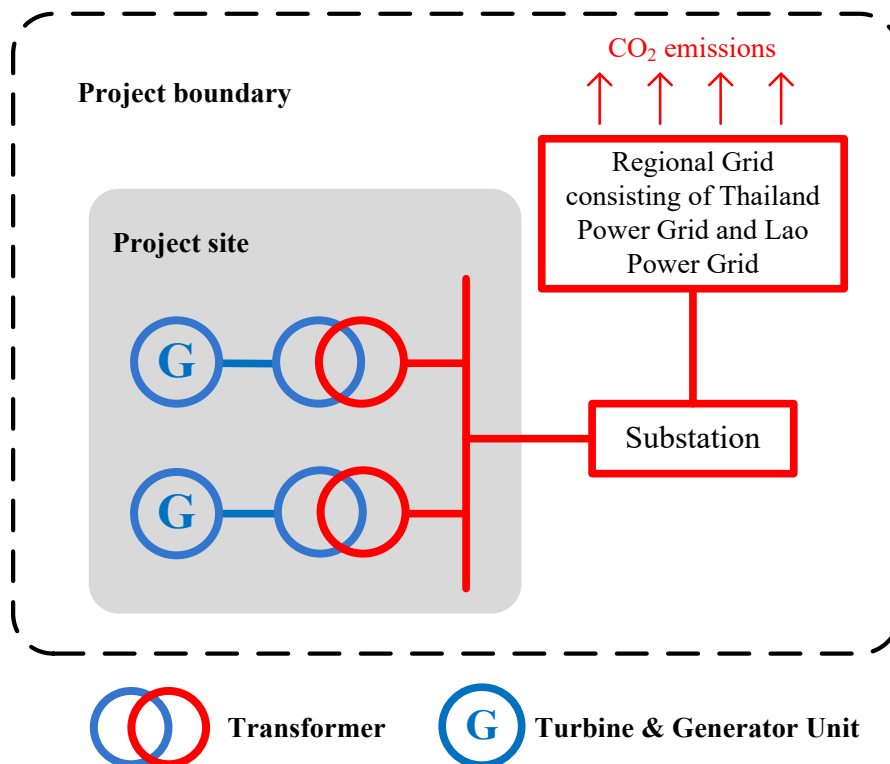 CO₂ emissions
Project boundary
Regional Grid
consisting of Thailand
Power Grid and Lao
Power Grid
Project site
G
Substation
G
Transformer
G
Turbine & Generator Unit